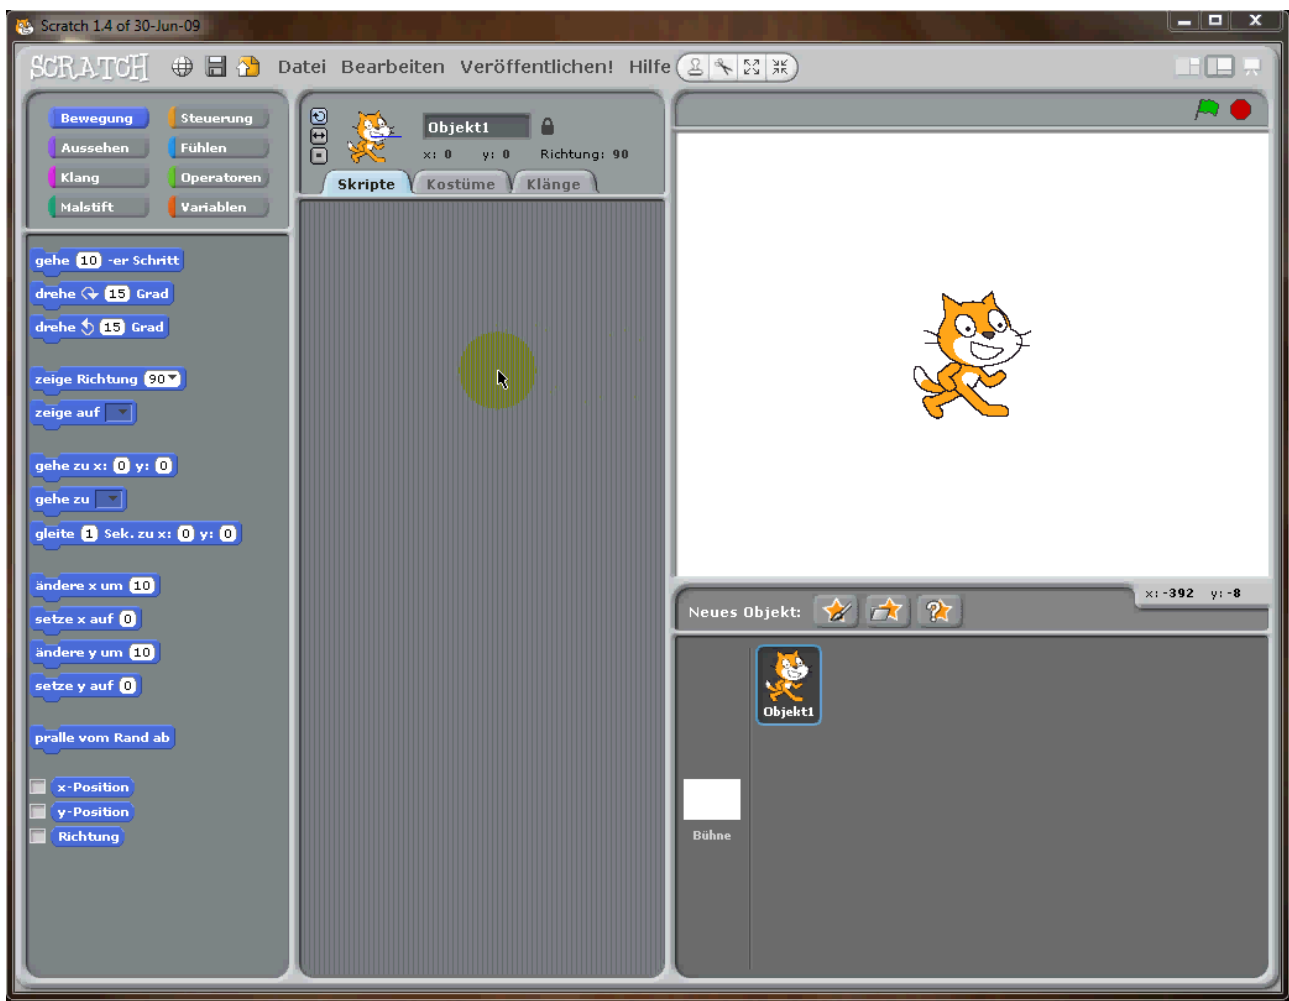 Scratch 1.4 of 30-Jun-09
SCRATCH Datei Bearbeiten Veröffentlichen! Hilfe
Bewegung Steuerung
Aussehen Fühlen
Klang Operatoren
Malstift Variablen
Objekt1
x: 0 y: 0 Richtung: 90
Skripte Kostüme Klänge
gehe 10 -er Schritt
drehe 15 Grad
drehe 15 Grad
zeige Richtung 90
zeige auf
gehe zu x: 0 y: 0
gehe zu
gleite 1 Sek. zu x: 0 y: 0
ändere x um 10
setze x auf 0
ändere y um 10
setze y auf 0
pralle vom Rand ab
x-Position
y-Position
Richtung
x: -392 y: -8
Neues Objekt:
Objekt1
Bühne